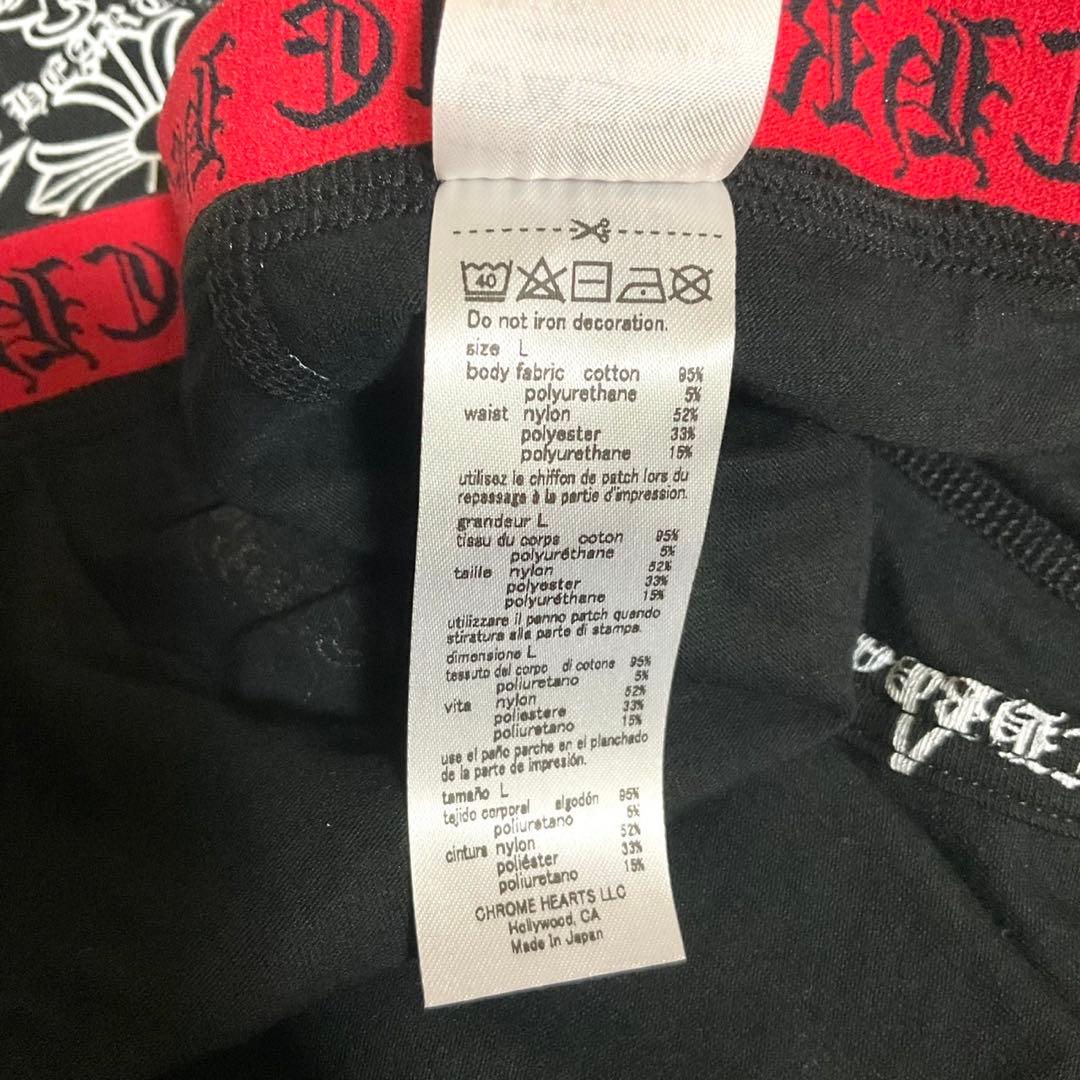 HEART
40
Do not iron decoration.
size L
body fabric cotton 95%
polyurethane 5%
waist nylon 52%
polyester 33%
polyurethane 15%
utilisez le chiffon de patch lors du
repassage à la partie d'impression.
grandeur L
tissu du corps coton 95%
polyuréthane 5%
taille nylon 52%
polyester 33%
polyuréthane 15%
utilizzare il panno patch quando
stiratura alla parte di stampa.
dimensione L
tessuto del corpo di cotone 95%
poliuretano 5%
vita nylon 52%
poliestere 33%
poliuretano 15%
use el paño parche en el planchado
de la parte de impresión.
tamaño L
tejido corporal algodón 95%
poliuretano 5%
cintura nylon 52%
poliéster 33%
poliuretano 15%
CHROME HEARTS LLC
Hollywood, CA
Made in Japan